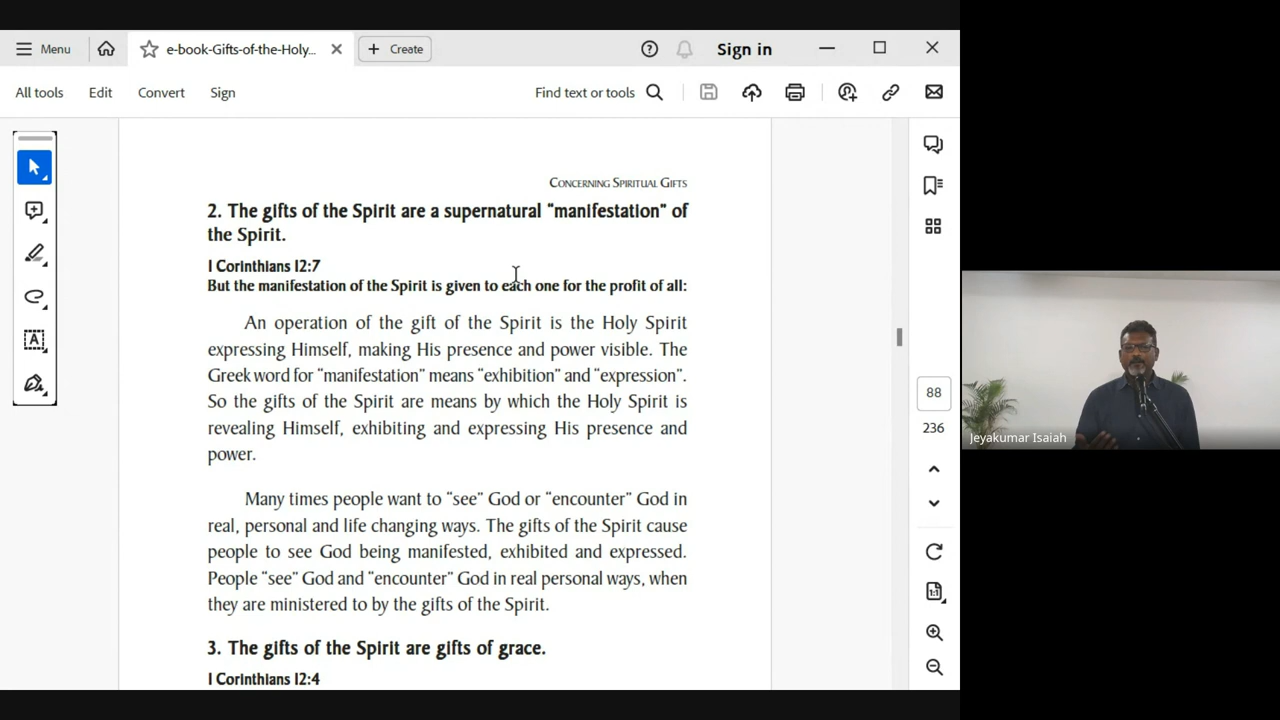 Menu
e-book-Gifts-of-the-Holy...
Create
Sign in
All tools
Edit
Convert
Sign
Find text or tools
CONCERNING SPIRITUAL GIFTS
2. The gifts of the Spirit are a supernatural “manifestation” of
the Spirit.
I Corinthians 12:7
But the manifestation of the Spirit is given to each one for the profit of all:
An operation of the gift of the Spirit is the Holy Spirit
expressing Himself, making His presence and power visible. The
Greek word for “manifestation” means “exhibition” and “expression”.
So the gifts of the Spirit are means by which the Holy Spirit is
revealing Himself, exhibiting and expressing His presence and
power.
Many times people want to “see” God or “encounter” God in
real, personal and life changing ways. The gifts of the Spirit cause
people to see God being manifested, exhibited and expressed.
People “see” God and “encounter” God in real personal ways, when
they are ministered to by the gifts of the Spirit.
3. The gifts of the Spirit are gifts of grace.
I Corinthians 12:4
88
236
1:1
Jeyakumar Isaiah